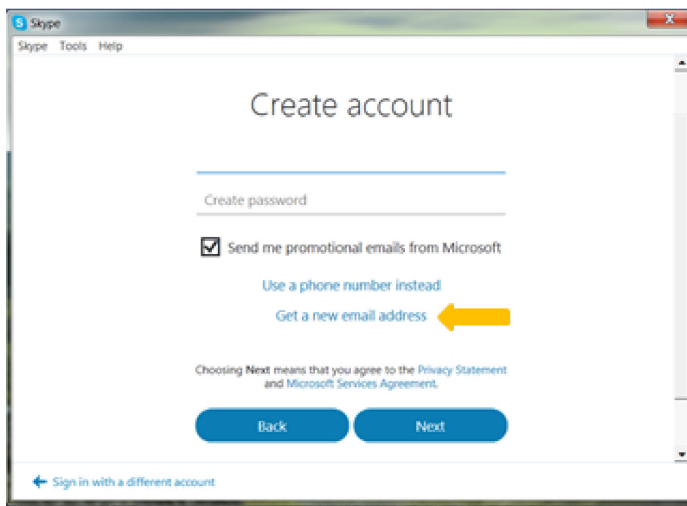 S Skype
X
Skype Tools Help
Create account
Create password
Send me promotional emails from Microsoft
Use a phone number instead
Get a new email address
Choosing Next means that you agree to the Privacy Statement
and Microsoft Services Agreement.
Back Next
Sign in with a different account